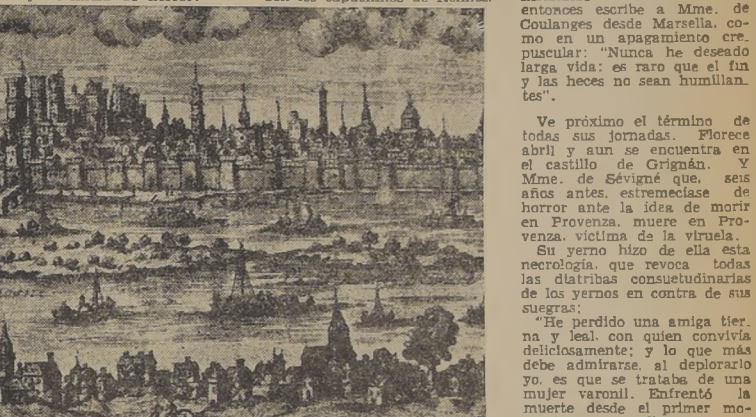 con los capuchinos de Rennes.
entonces escribe a Mme. de
Coulanges desde Marsella, co-
mo en un apagamiento cre-
puscular: "Nunca he deseado
larga vida: es raro que el fin
y las heces no sean humillan-
tes".
Ve próximo el término de
todas sus jornadas. Florece
abril y aun se encuentra en
el castillo de Grignán. Y
Mme. de Sévigné que, seis
años antes, estremecíase de
horror ante la idea de morir
en Provenza, muere en Pro-
venza, víctima de la viruela.
Su yerno hizo de ella esta
necrología, que revoca todas
las diatribas consuetudinarias
de los yernos en contra de sus
suegras:
"He perdido una amiga tier-
na y leal, con quien convivía
deliciosamente; y lo que más
debe admirarse, al deplorarlo
yo, es que se trataba de una
mujer varonil. Enfrentó la
muerte desde el primer mo-